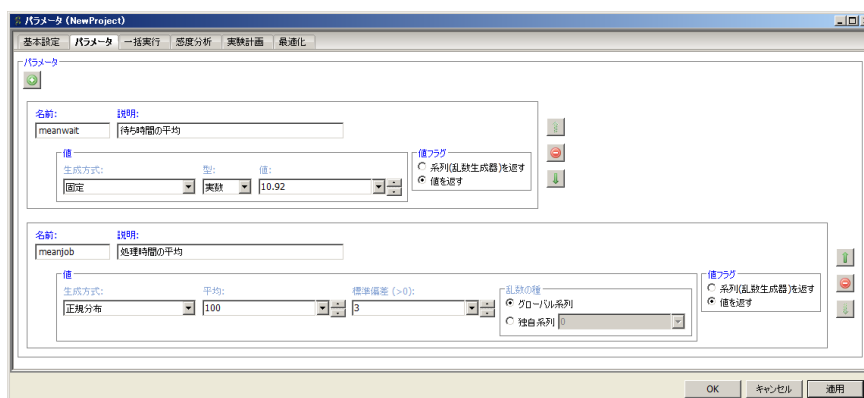 パラメータ (NewProject)
基本設定 パラメータ 一括実行 感度分析 実験計画 最適化
パラメータ
名前: 説明:
meanwait 待ち時間の平均
値 値フラグ
生成方式: 型: 値: 系列(乱数生成器)を返す
固定 実数 10.92 値を返す
名前: 説明:
meanjob 処理時間の平均
値 値フラグ
生成方式: 平均: 標準偏差 (>0): 乱数の種 系列(乱数生成器)を返す
正規分布 100 3 グローバル系列 値を返す
独自系列 0
OK キャンセル 適用